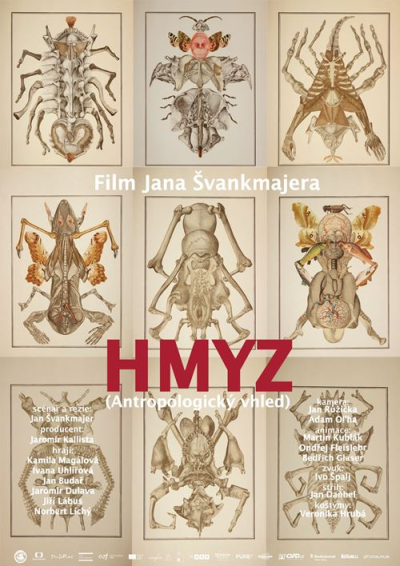 Film Jana Švankmajera
HMYZ
(Antropologický vhled)
scénář a režie:
Jan Švankmajer
producent:
Jaromír Kallista
hrají:
Kamila Magálová
Ivana Uhlířová
Jan Budař
Jaromír Dulava
Jiří Lábus
Norbert Lichý
kamera:
Jan Růžička
Adam Oľha
animace:
Martin Kublák
Ondřej Fleislebr
Bedřich Glaser
zvuk:
Ivo Špalj
střih:
Jan Daňhel
kostýmy:
Veronika Hrubá